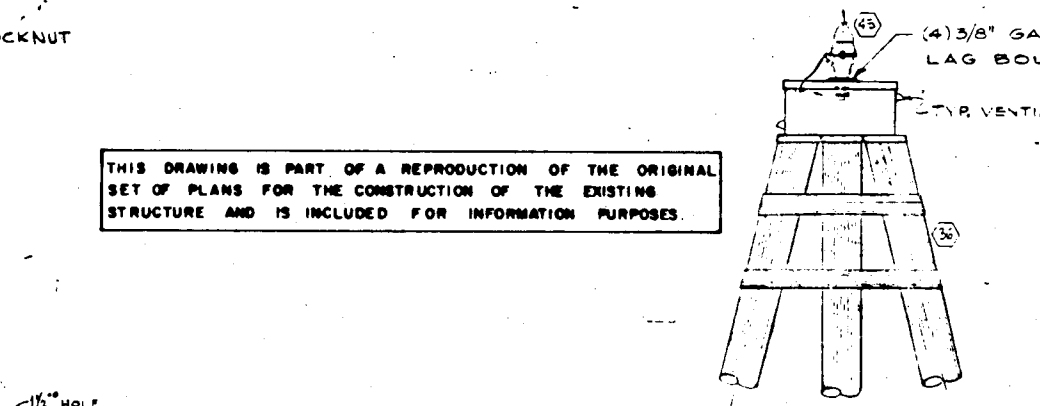 OCKNUT
43
(4) 3/8" GA
LAG BOL
TYP. VENTI
THIS DRAWING IS PART OF A REPRODUCTION OF THE ORIGINAL
SET OF PLANS FOR THE CONSTRUCTION OF THE EXISTING
STRUCTURE AND IS INCLUDED FOR INFORMATION PURPOSES.
36
1½"ø HOLE